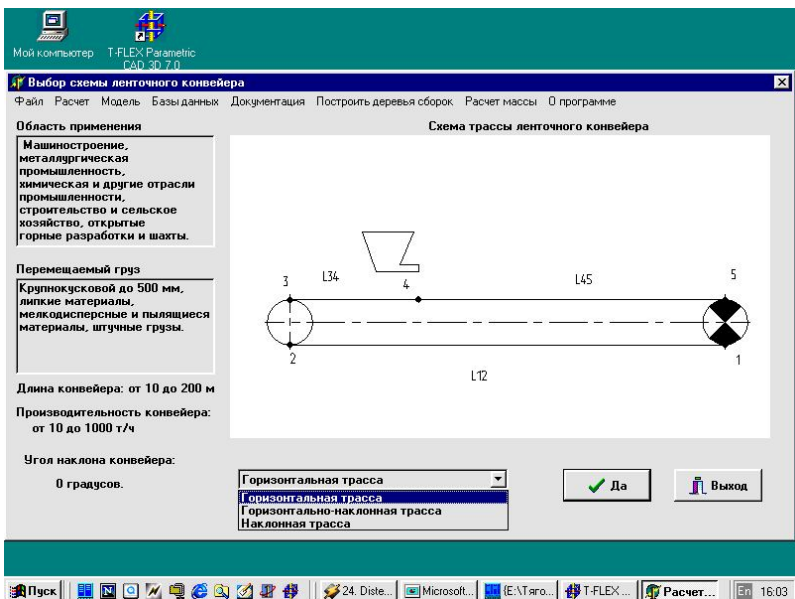 Мой компьютер
T-FLEX Parametric
CAD 3D 7.0
Выбор схемы ленточного конвейера
Файл Расчет Модель Базы данных Документация Построить деревья сборок Расчет массы О программе
Область применения
Машиностроение,
металлургическая
промышленность,
химическая и другие отрасли
промышленности,
строительство и сельское
хозяйство, открытые
горные разработки и шахты.
Перемещаемый груз
Крупнокусковой до 500 мм,
липкие материалы,
мелкодисперсные и пылящиеся
материалы, штучные грузы.
Длина конвейера: от 10 до 200 м
Производительность конвейера:
от 10 до 1000 т/ч
Угол наклона конвейера:
0 градусов.
Схема трассы ленточного конвейера
3
L34
4
L45
5
2
L12
1
Горизонтальная трасса
Горизонтальная трасса
Горизонтально-наклонная трасса
Наклонная трасса
Да
Выход
Пуск
24. Diste...
Microsoft...
{E:\Тяго...
T-FLEX ...
Расчет...
En
16:03